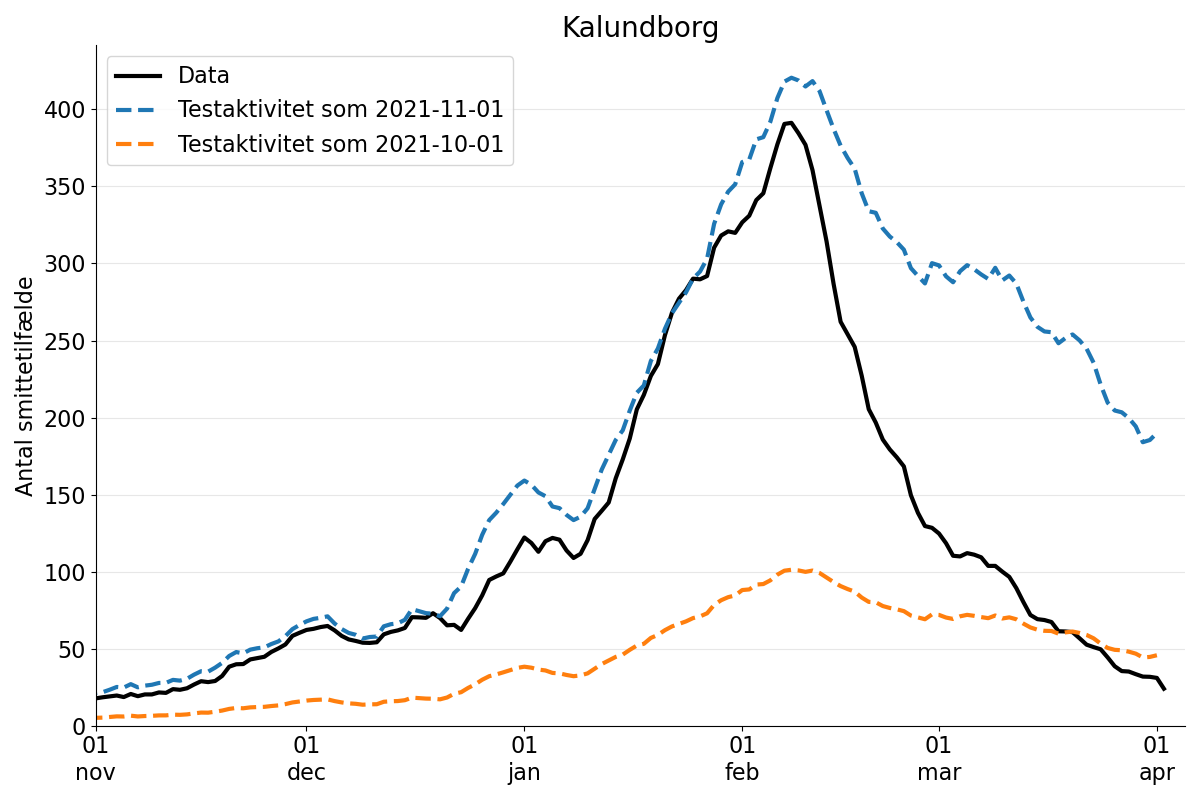 Kalundborg
Data
Testaktivitet som 2021-11-01
Testaktivitet som 2021-10-01
Antal smittetilfælde
400
350
300
250
200
150
100
50
0
01 01 01 01 01 01
nov dec jan feb mar apr